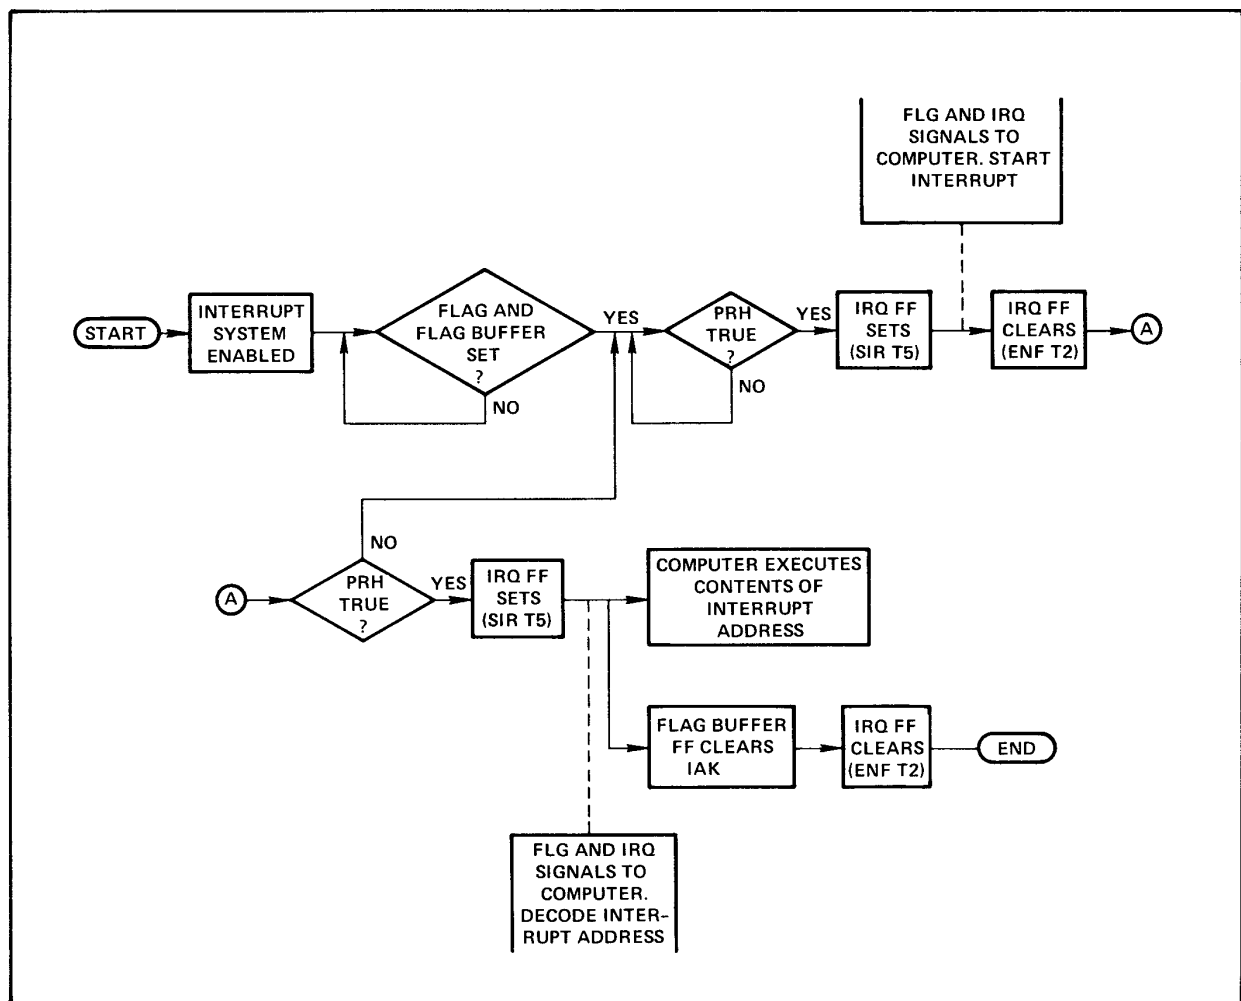 FLG AND IRQ
SIGNALS TO
COMPUTER. START
INTERRUPT
START
INTERRUPT
SYSTEM
ENABLED
FLAG AND
FLAG BUFFER
SET
?
YES
NO
PRH
TRUE
?
YES
NO
IRQ FF
SETS
(SIR T5)
IRQ FF
CLEARS
(ENF T2)
A
A
PRH
TRUE
?
NO
YES
IRQ FF
SETS
(SIR T5)
COMPUTER EXECUTES
CONTENTS OF
INTERRUPT
ADDRESS
FLAG BUFFER
FF CLEARS
IAK
IRQ FF
CLEARS
(ENF T2)
END
FLG AND IRQ
SIGNALS TO
COMPUTER.
DECODE INTER-
RUPT ADDRESS